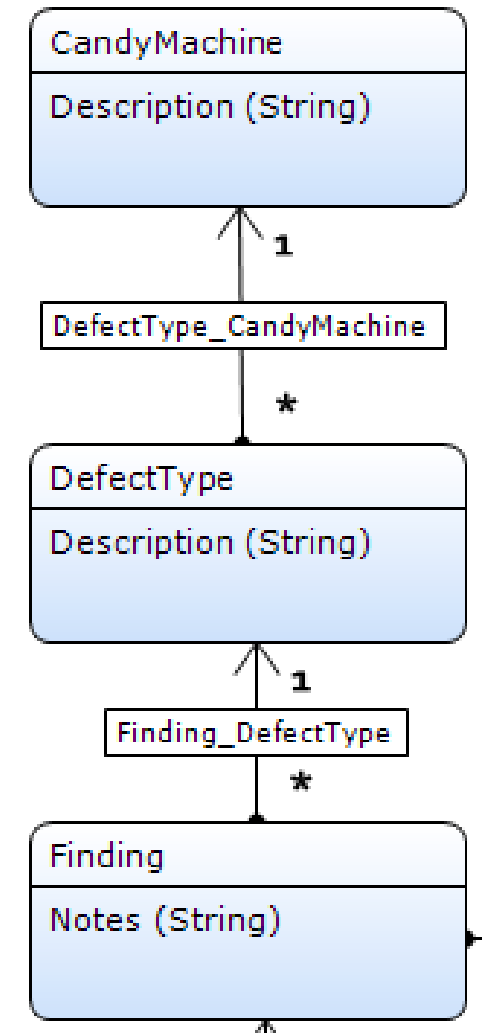 CandyMachine
Description (String)
1
DefectType_CandyMachine
*
DefectType
Description (String)
1
Finding_DefectType
*
Finding
Notes (String)